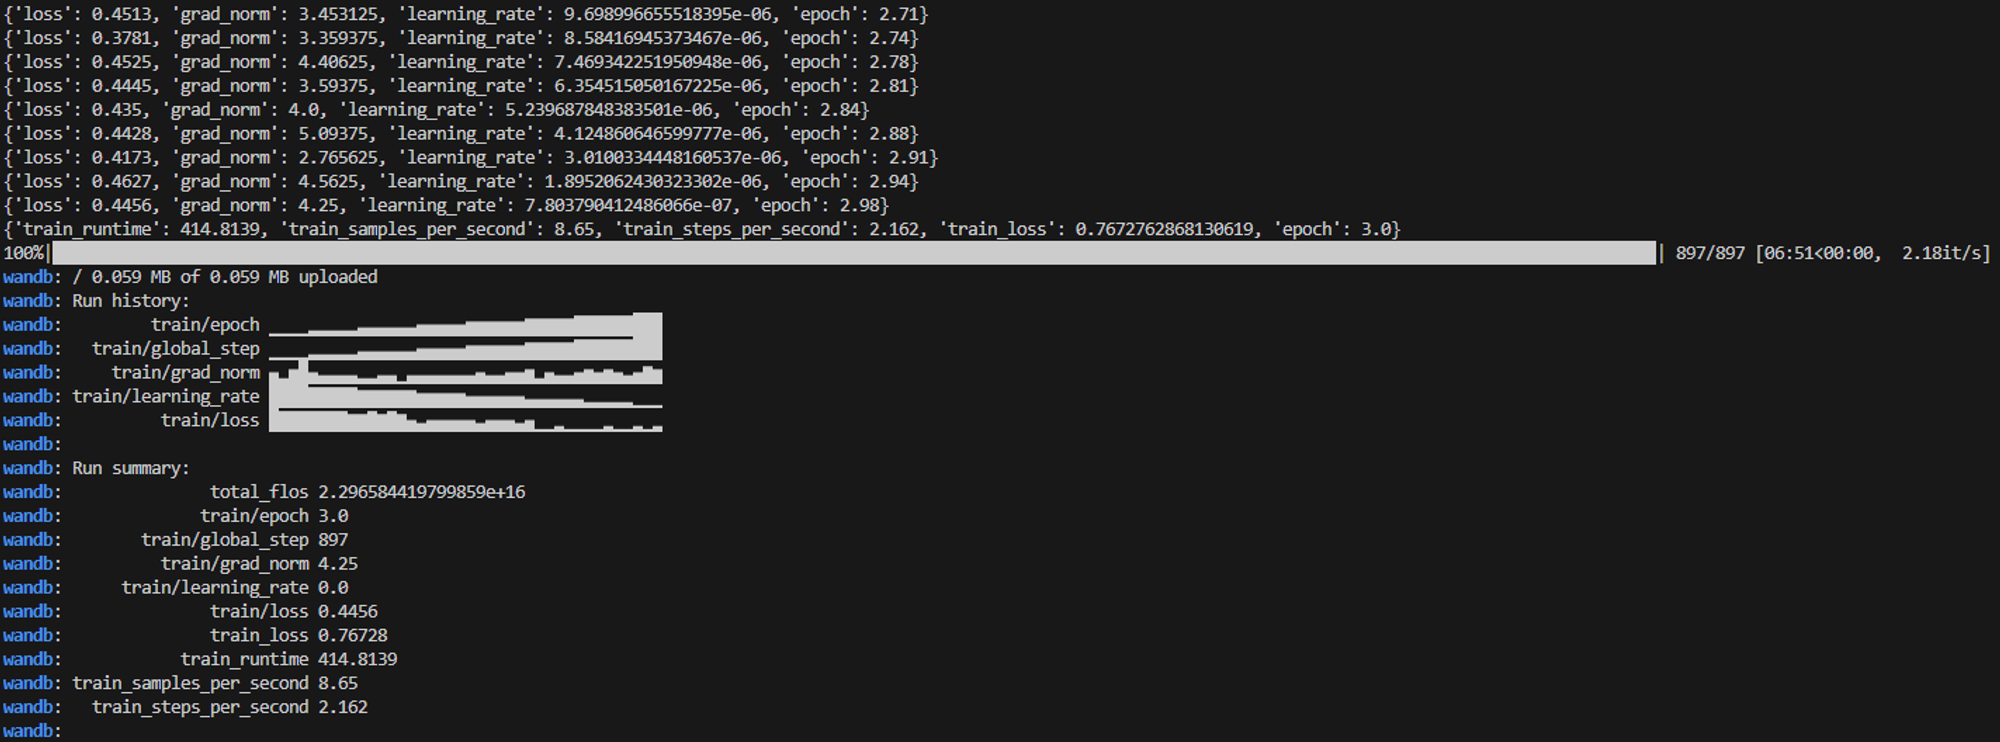 {'loss': 0.4513, 'grad_norm': 3.453125, 'learning_rate': 9.698996655518395e-06, 'epoch': 2.71}
{'loss': 0.3781, 'grad_norm': 3.359375, 'learning_rate': 8.58416945373467e-06, 'epoch': 2.74}
{'loss': 0.4525, 'grad_norm': 4.40625, 'learning_rate': 7.469342251950948e-06, 'epoch': 2.78}
{'loss': 0.4445, 'grad_norm': 3.59375, 'learning_rate': 6.354515050167225e-06, 'epoch': 2.81}
{'loss': 0.435, 'grad_norm': 4.0, 'learning_rate': 5.239687848383501e-06, 'epoch': 2.84}
{'loss': 0.4428, 'grad_norm': 5.09375, 'learning_rate': 4.124860646599777e-06, 'epoch': 2.88}
{'loss': 0.4173, 'grad_norm': 2.765625, 'learning_rate': 3.0100334448160537e-06, 'epoch': 2.91}
{'loss': 0.4627, 'grad_norm': 4.5625, 'learning_rate': 1.8952062430323302e-06, 'epoch': 2.94}
{'loss': 0.4456, 'grad_norm': 4.25, 'learning_rate': 7.803790412486066e-07, 'epoch': 2.98}
{'train_runtime': 414.8139, 'train_samples_per_second': 8.65, 'train_steps_per_second': 2.162, 'train_loss': 0.7672762868130619, 'epoch': 3.0}
100%| | 897/897 [06:51<00:00, 2.18it/s]
wandb: / 0.059 MB of 0.059 MB uploaded
wandb: Run history:
wandb: train/epoch
wandb: train/global_step
wandb: train/grad_norm
wandb: train/learning_rate
wandb: train/loss
wandb:
wandb: Run summary:
wandb: total_flos 2.296584419799859e+16
wandb: train/epoch 3.0
wandb: train/global_step 897
wandb: train/grad_norm 4.25
wandb: train/learning_rate 0.0
wandb: train/loss 0.4456
wandb: train_loss 0.76728
wandb: train_runtime 414.8139
wandb: train_samples_per_second 8.65
wandb: train_steps_per_second 2.162
wandb: